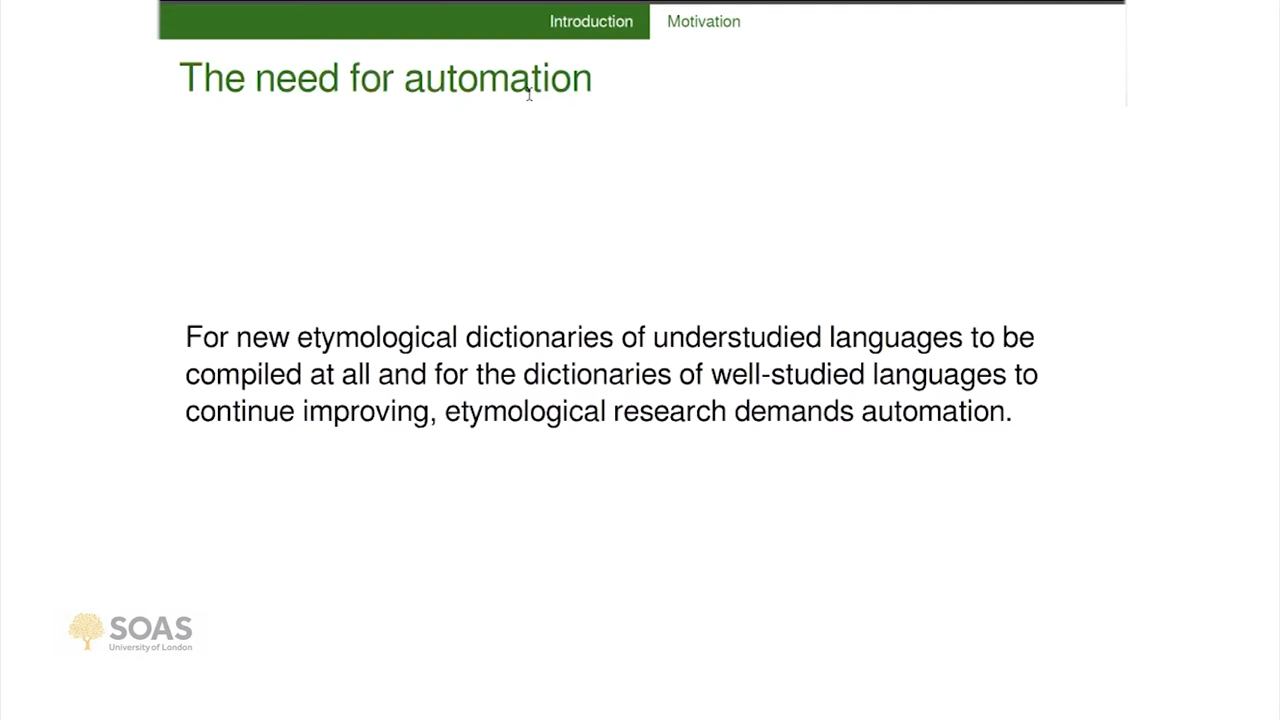 Introduction
Motivation
The need for automation
For new etymological dictionaries of understudied languages to be
compiled at all and for the dictionaries of well-studied languages to
continue improving, etymological research demands automation.
SOAS
University of London